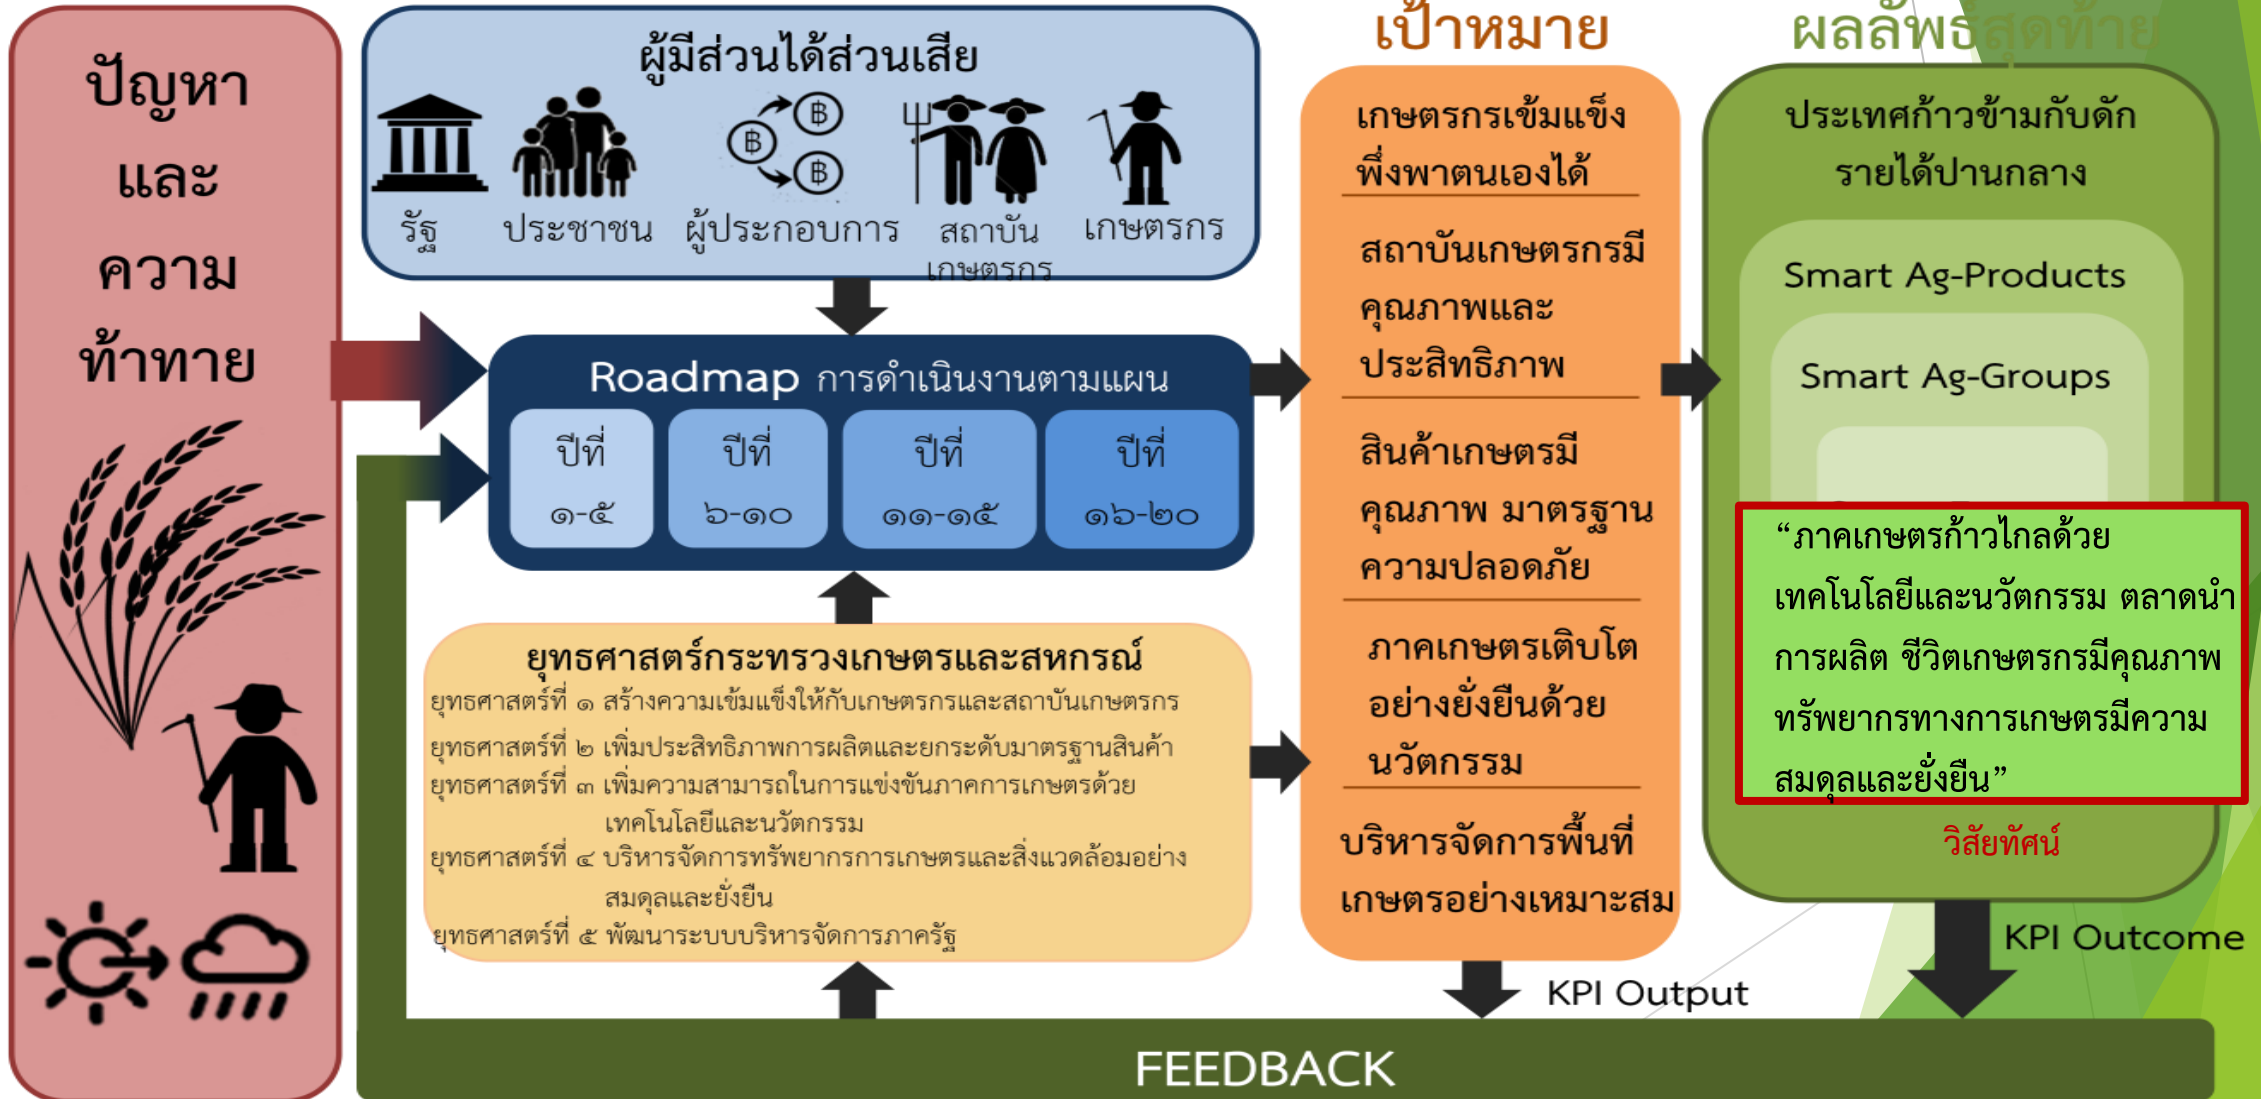 ปัญหา
และ
ความ
ท้าทาย
ผู้มีส่วนได้ส่วนเสีย
รัฐ
ประชาชน
ผู้ประกอบการ
สถาบัน
เกษตรกร
เกษตรกร
Roadmap การดำเนินงานตามแผน
ปีที่
๑-๕
ปีที่
๖-๑๐
ปีที่
๑๑-๑๕
ปีที่
๑๖-๒๐
ยุทธศาสตร์กระทรวงเกษตรและสหกรณ์
ยุทธศาสตร์ที่ ๑ สร้างความเข้มแข็งให้กับเกษตรกรและสถาบันเกษตรกร
ยุทธศาสตร์ที่ ๒ เพิ่มประสิทธิภาพการผลิตและยกระดับมาตรฐานสินค้า
ยุทธศาสตร์ที่ ๓ เพิ่มความสามารถในการแข่งขันภาคการเกษตรด้วย
เทคโนโลยีและนวัตกรรม
ยุทธศาสตร์ที่ ๔ บริหารจัดการทรัพยากรการเกษตรและสิ่งแวดล้อมอย่าง
สมดุลและยั่งยืน
ยุทธศาสตร์ที่ ๕ พัฒนาระบบบริหารจัดการภาครัฐ
เป้าหมาย
เกษตรกรเข้มแข็ง
พึ่งพาตนเองได้
สถาบันเกษตรกรมี
คุณภาพและ
ประสิทธิภาพ
สินค้าเกษตรมี
คุณภาพ มาตรฐาน
ความปลอดภัย
ภาคเกษตรเติบโต
อย่างยั่งยืนด้วย
นวัตกรรม
บริหารจัดการพื้นที่
เกษตรอย่างเหมาะสม
KPI Output
ผลลัพธ์สุดท้าย
ประเทศก้าวข้ามกับดัก
รายได้ปานกลาง
Smart Ag-Products
Smart Ag-Groups
“ภาคเกษตรก้าวไกลด้วย
เทคโนโลยีและนวัตกรรม ตลาดนำ
การผลิต ชีวิตเกษตรกรมีคุณภาพ
ทรัพยากรทางการเกษตรมีความ
สมดุลและยั่งยืน”
วิสัยทัศน์
KPI Outcome
FEEDBACK